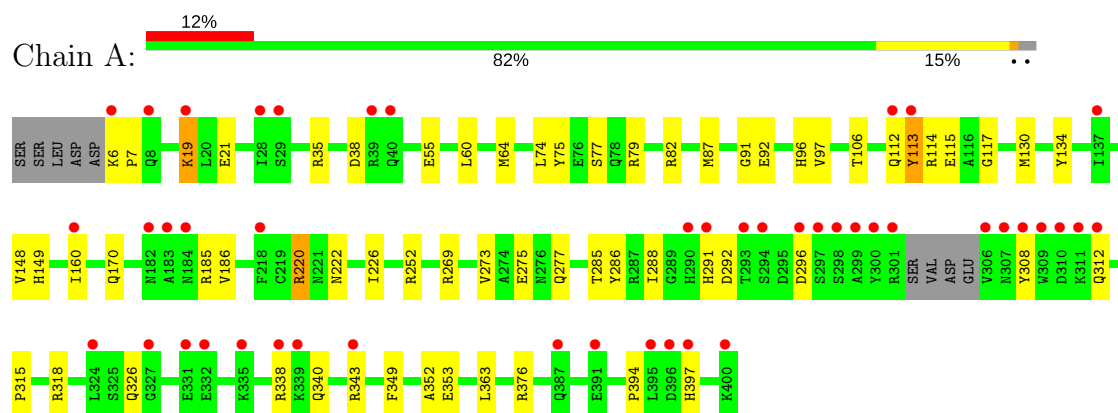 12%
Chain A:
82% 15% • •
SER SER LEU ASP ASP K6 P7 Q8 K19 L20 E21 I28 S29 R35 D38 R39 Q40 E55 L60 M64 L74 Y75 E76 S77 Q78 R79 R82 M87 G91 E92 H96 V97 T106 Q112 Y113 R114 E115 A116 G117 M130 Y134 I137
V148 H149 I160 Q170 N182 A183 N184 R185 V186 F218 C219 R220 N221 N222 I226 R252 R269 V273 A274 E275 N276 Q277 T285 Y286 R287 I288 G289 H290 H291 D292 T293 S294 D295 D296 S297 S298 A299 Y300 R301 SER VAL ASP GLU V306 N307 Y308 W309 D310 K311 Q312
P315 R318 L324 S325 Q326 G327 E331 E332 K335 R338 K339 Q340 R343 F349 A352 E353 L363 R376 Q387 E391 P394 L395 D396 H397 K400